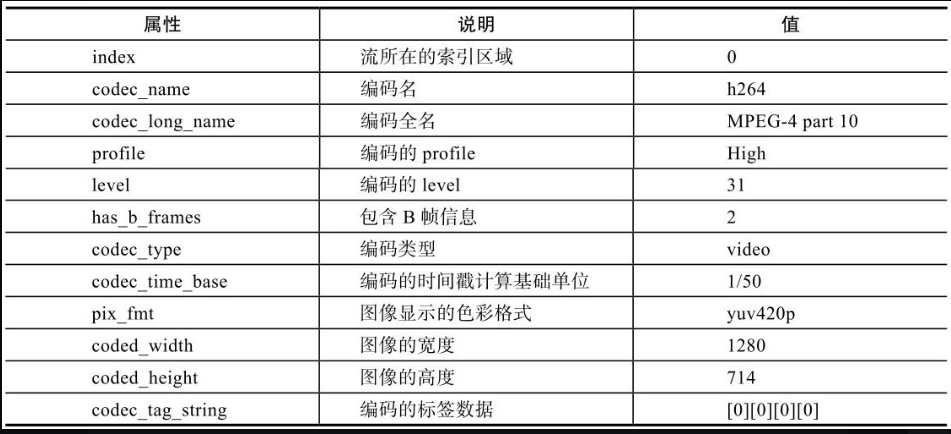 属性 说明 值
index 流所在的索引区域 0
codec_name 编码名 h264
codec_long_name 编码全名 MPEG-4 part 10
profile 编码的 profile High
level 编码的 level 31
has_b_frames 包含 B 帧信息 2
codec_type 编码类型 video
codec_time_base 编码的时间戳计算基础单位 1/50
pix_fmt 图像显示的色彩格式 yuv420p
coded_width 图像的宽度 1280
coded_height 图像的高度 714
codec_tag_string 编码的标签数据 [0][0][0][0]